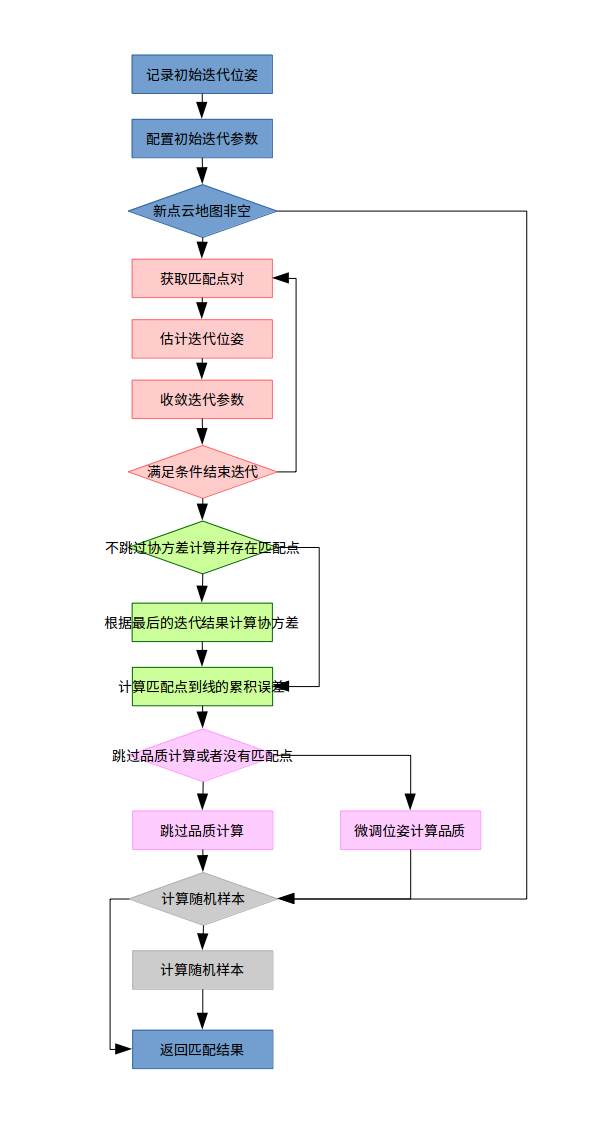 记录初始迭代位姿
配置初始迭代参数
新点云地图非空
获取匹配点对
估计迭代位姿
收敛迭代参数
满足条件结束迭代
不跳过协方差计算并存在匹配点
根据最后的迭代结果计算协方差
计算匹配点到线的累积误差
跳过品质计算或者没有匹配点
跳过品质计算
微调位姿计算品质
计算随机样本
计算随机样本
返回匹配结果